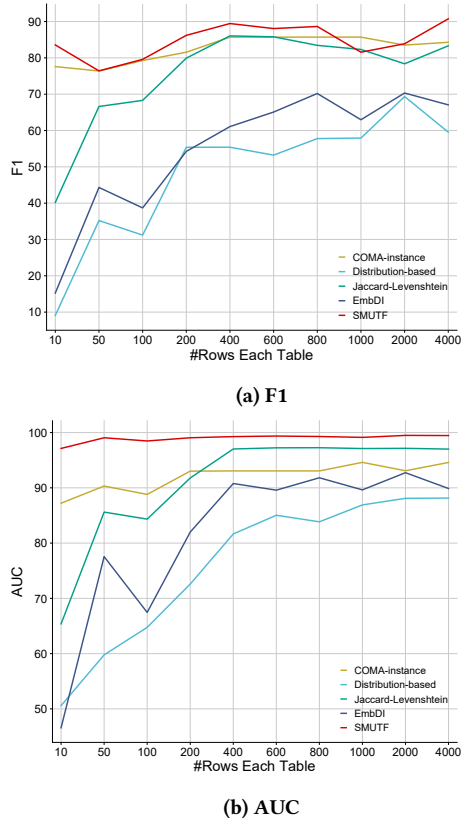 90
80
70
60
50
40
30
20
10
F1
COMA-instance
Distribution-based
Jaccard-Levenshtein
EmbDI
SMUTF
10 50 100 200 400 600 800 1000 2000 4000
#Rows Each Table
(a) F1
100
90
80
70
60
50
AUC
COMA-instance
Distribution-based
Jaccard-Levenshtein
EmbDI
SMUTF
10 50 100 200 400 600 800 1000 2000 4000
#Rows Each Table
(b) AUC